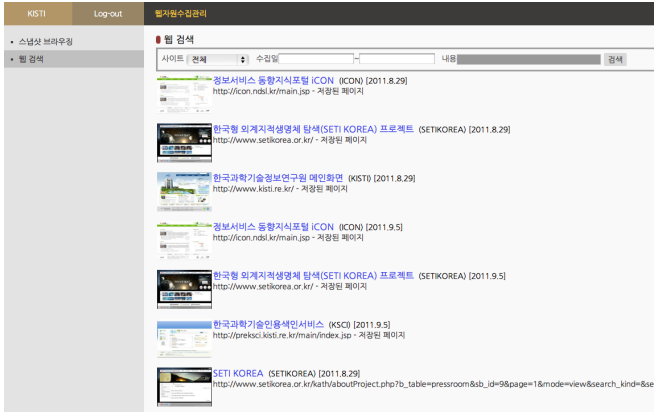 KISTI Log-out 웹자원수집관리
• 스냅샷 브라우징
• 웹 검색
웹 검색
사이트 전체 수집일 ~ 내용 검색
정보서비스 동향지식포털 iCON (ICON) [2011.8.29]
http://icon.ndsl.kr/main.jsp - 저장된 페이지
한국형 외계지적생명체 탐색(SETI KOREA) 프로젝트 (SETIKOREA) [2011.8.29]
http://www.setikorea.or.kr/ - 저장된 페이지
한국과학기술정보연구원 메인화면 (KISTI) [2011.8.29]
http://www.kisti.re.kr/ - 저장된 페이지
정보서비스 동향지식포털 iCON (ICON) [2011.9.5]
http://icon.ndsl.kr/main.jsp - 저장된 페이지
한국형 외계지적생명체 탐색(SETI KOREA) 프로젝트 (SETIKOREA) [2011.9.5]
http://www.setikorea.or.kr/ - 저장된 페이지
한국과학기술인용색인서비스 (KSCI) [2011.9.5]
http://preksci.kisti.re.kr/main/index.jsp - 저장된 페이지
SETI KOREA (SETIKOREA) [2011.8.29]
http://www.setikorea.or.kr/kath/aboutProject.php?b_table=pressroom&sb_id=9&page=1&mode=view&search_kind=&se